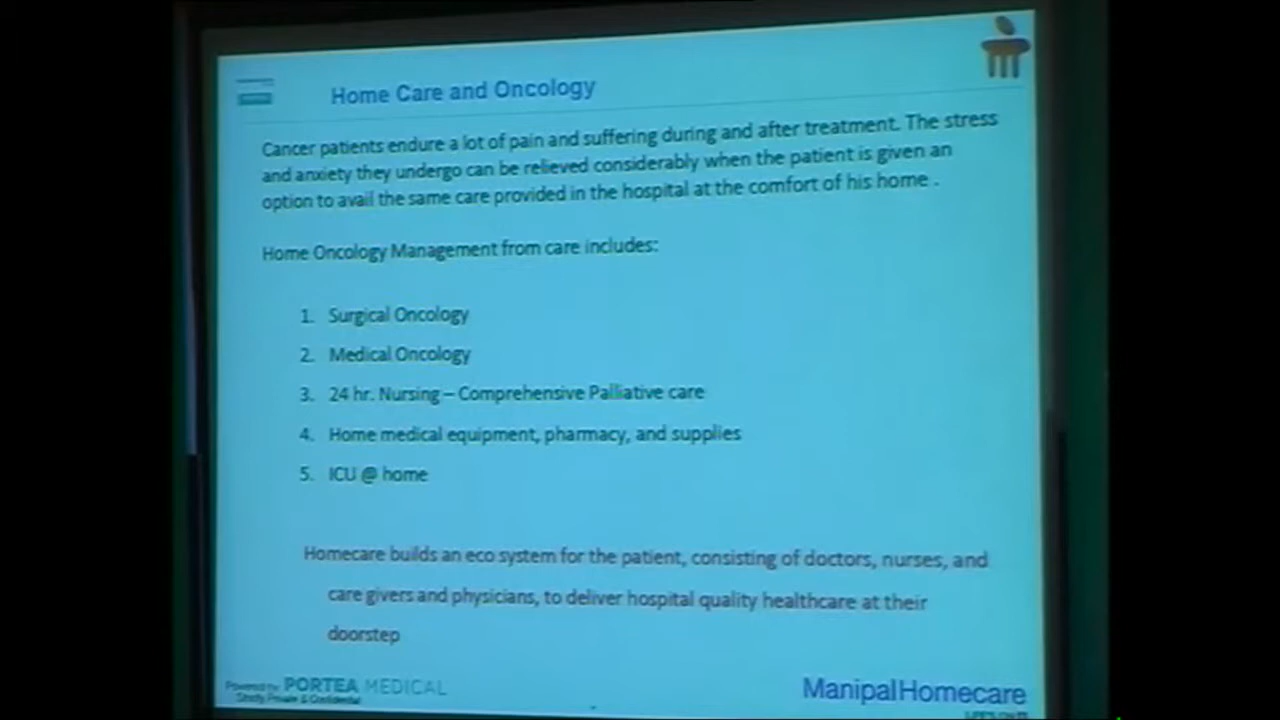 Home Care and Oncology
Cancer patients endure a lot of pain and suffering during and after treatment. The stress
and anxiety they undergo can be relieved considerably when the patient is given an
option to avail the same care provided in the hospital at the comfort of his home .
Home Oncology Management from care includes:
1. Surgical Oncology
2. Medical Oncology
3. 24 hr. Nursing – Comprehensive Palliative care
4. Home medical equipment, pharmacy, and supplies
5. ICU @ home
Homecare builds an eco system for the patient, consisting of doctors, nurses, and
care givers and physicians, to deliver hospital quality healthcare at their
doorstep
Powered by PORTEA MEDICAL
Strictly Private & Confidential
ManipalHomecare